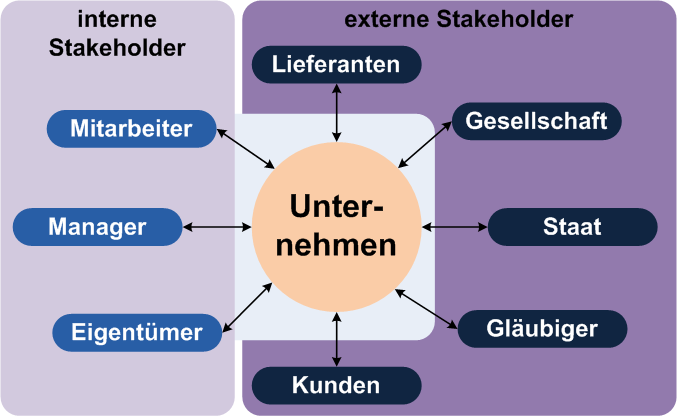 interne
Stakeholder
externe Stakeholder
Lieferanten
Mitarbeiter
Gesellschaft
Unter-
nehmen
Manager
Staat
Eigentümer
Gläubiger
Kunden